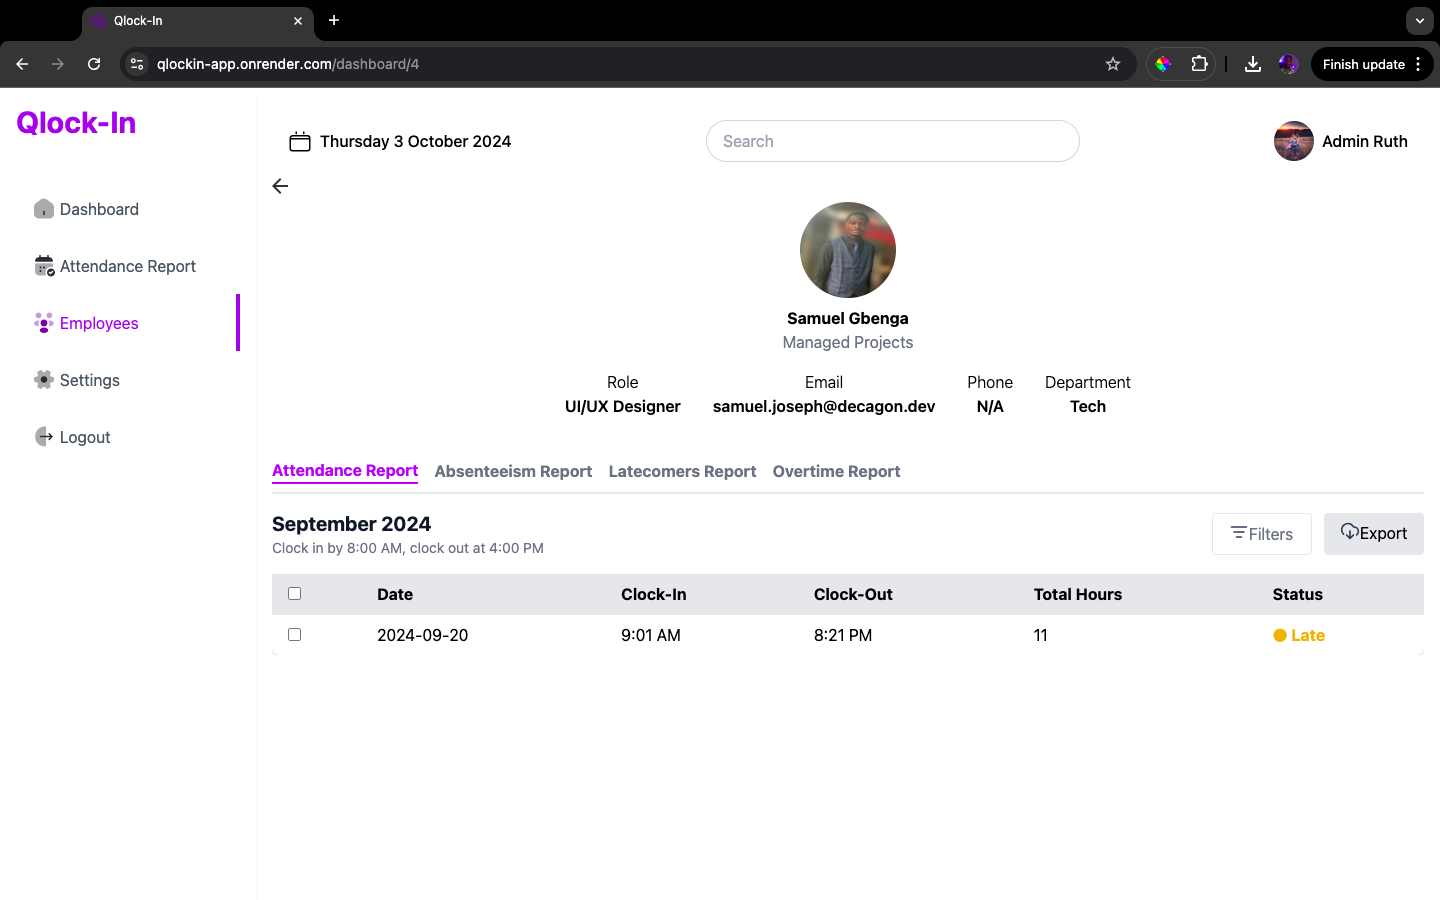 Qlock-In
Finish update
qlockin-app.onrender.com/dashboard/4
Qlock-In
Thursday 3 October 2024
Search
Admin Ruth
Dashboard
Attendance Report
Employees
Settings
Logout
Samuel Gbenga
Managed Projects
Role Email Phone Department
UI/UX Designer samuel.joseph@decagon.dev N/A Tech
Attendance Report Absenteeism Report Latecomers Report Overtime Report
September 2024
Clock in by 8:00 AM, clock out at 4:00 PM
Filters Export
Date Clock-In Clock-Out Total Hours Status
2024-09-20 9:01 AM 8:21 PM 11 Late